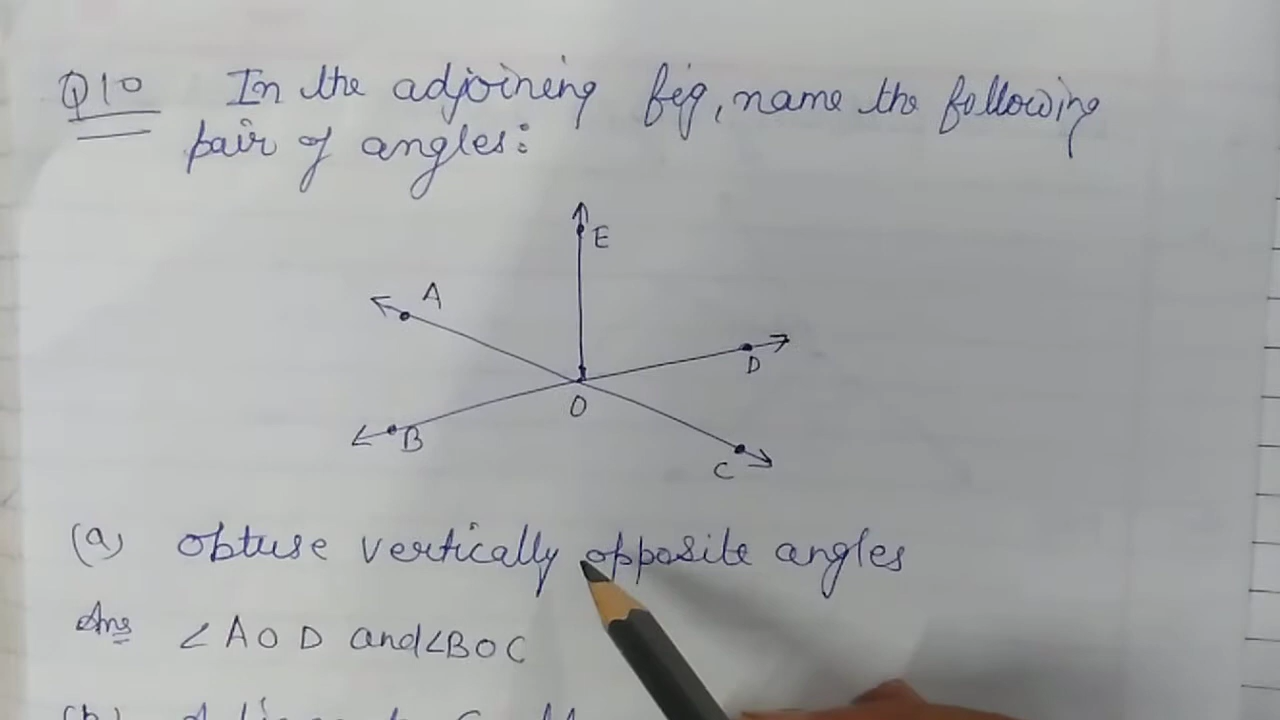 Q10 In the adjoining fig, name the following
pair of angles:
E
A
D
O
B
C
(a) obtuse vertically opposite angles
Ans ∠AOD and ∠BOC
(b)